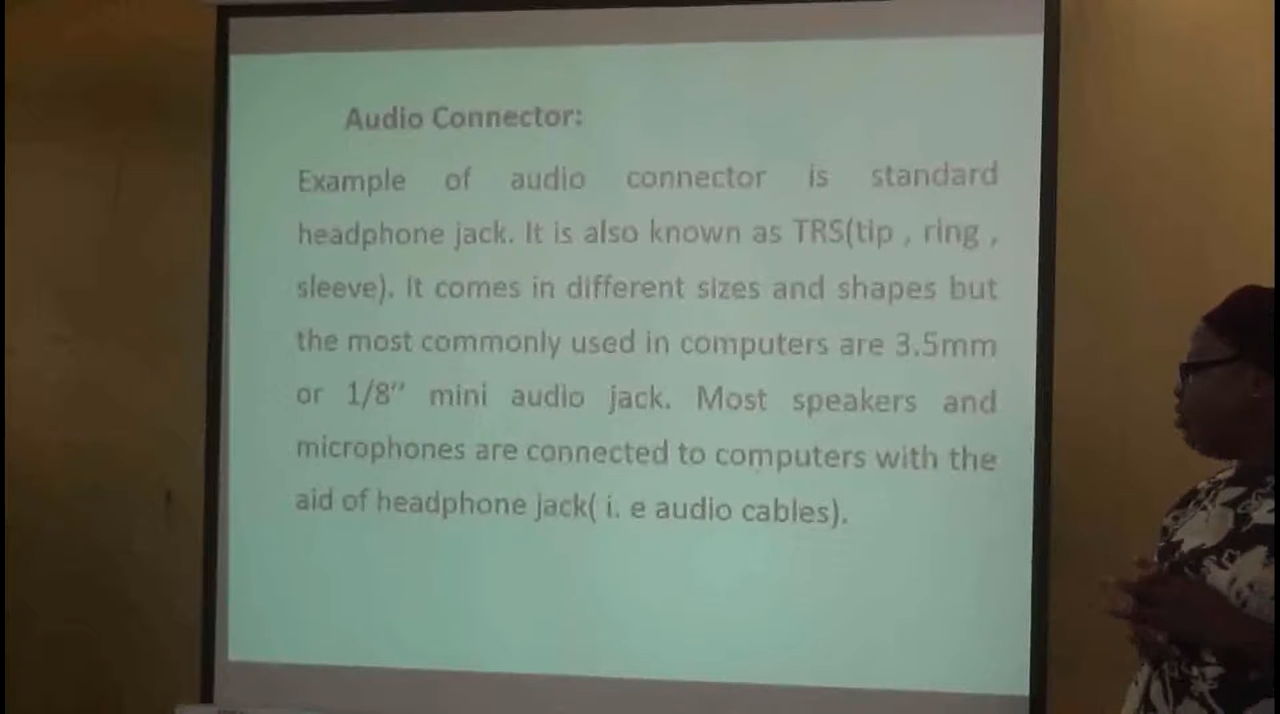 Audio Connector:
Example of audio connector is standard
headphone jack. It is also known as TRS(tip , ring ,
sleeve). It comes in different sizes and shapes but
the most commonly used in computers are 3.5mm
or 1/8” mini audio jack. Most speakers and
microphones are connected to computers with the
aid of headphone jack( i. e audio cables).